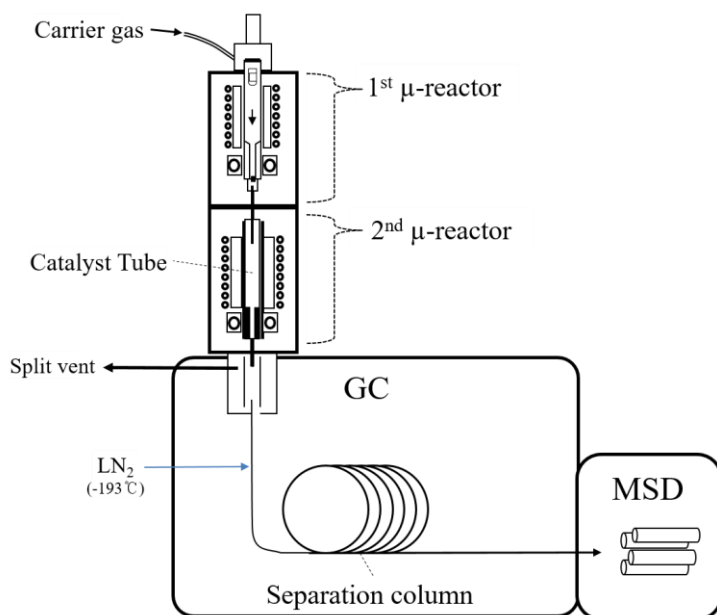 Carrier gas
1st μ-reactor
2nd μ-reactor
Catalyst Tube
Split vent
GC
LN2
(-193℃)
MSD
Separation column